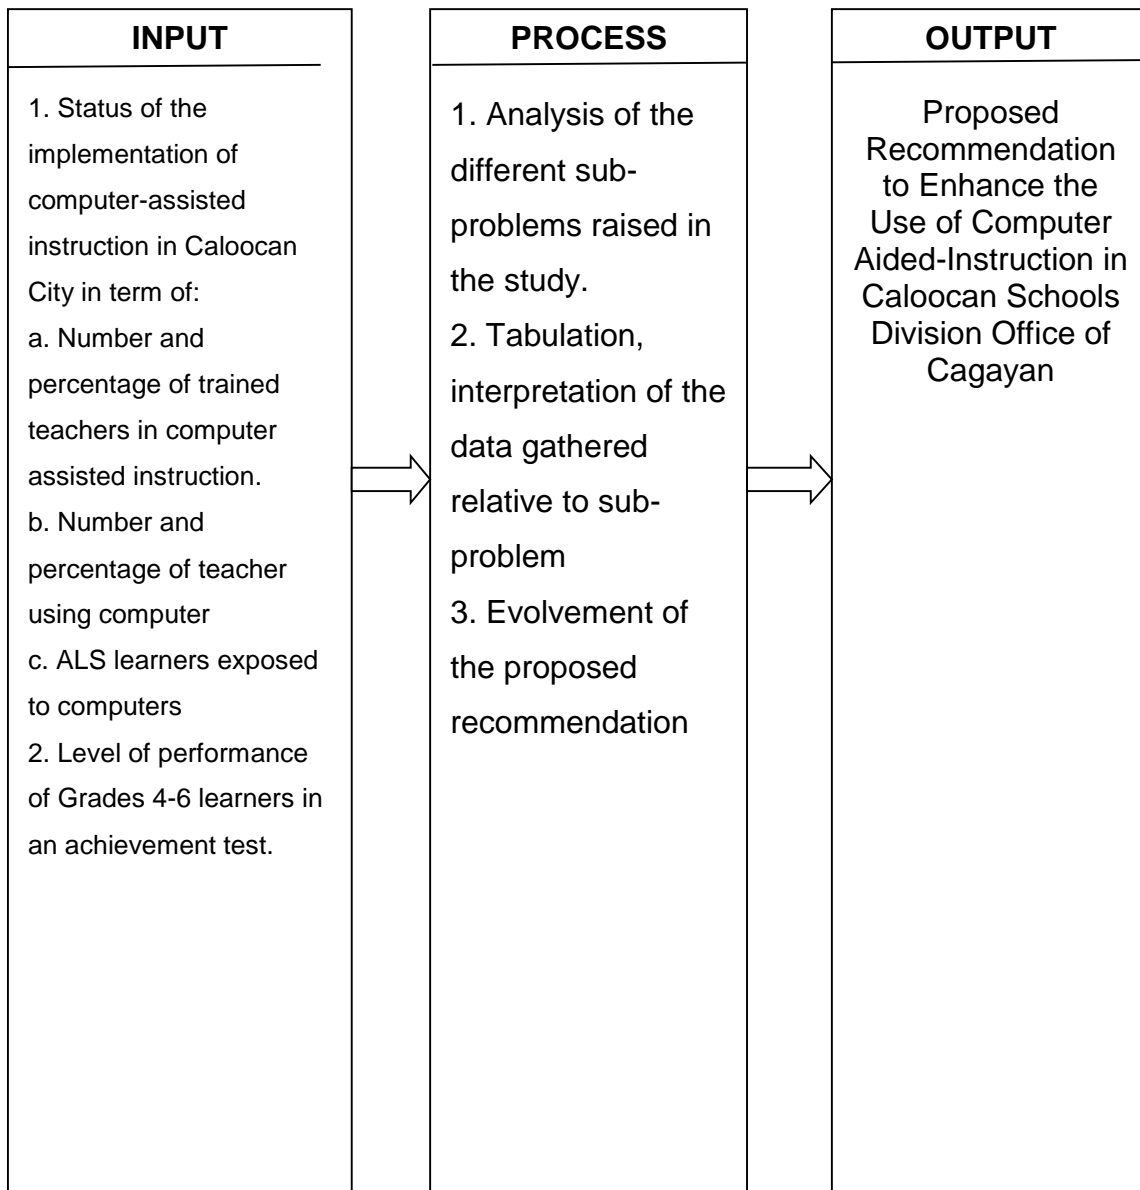 INPUT
1. Status of the
implementation of
computer-assisted
instruction in Caloocan
City in term of:
a. Number and
percentage of trained
teachers in computer
assisted instruction.
b. Number and
percentage of teacher
using computer
c. ALS learners exposed
to computers
2. Level of performance
of Grades 4-6 learners in
an achievement test.
PROCESS
1. Analysis of the
different sub-
problems raised in
the study.
2. Tabulation,
interpretation of the
data gathered
relative to sub-
problem
3. Evolvement of
the proposed
recommendation
OUTPUT
Proposed
Recommendation
to Enhance the
Use of Computer
Aided-Instruction in
Caloocan Schools
Division Office of
Cagayan